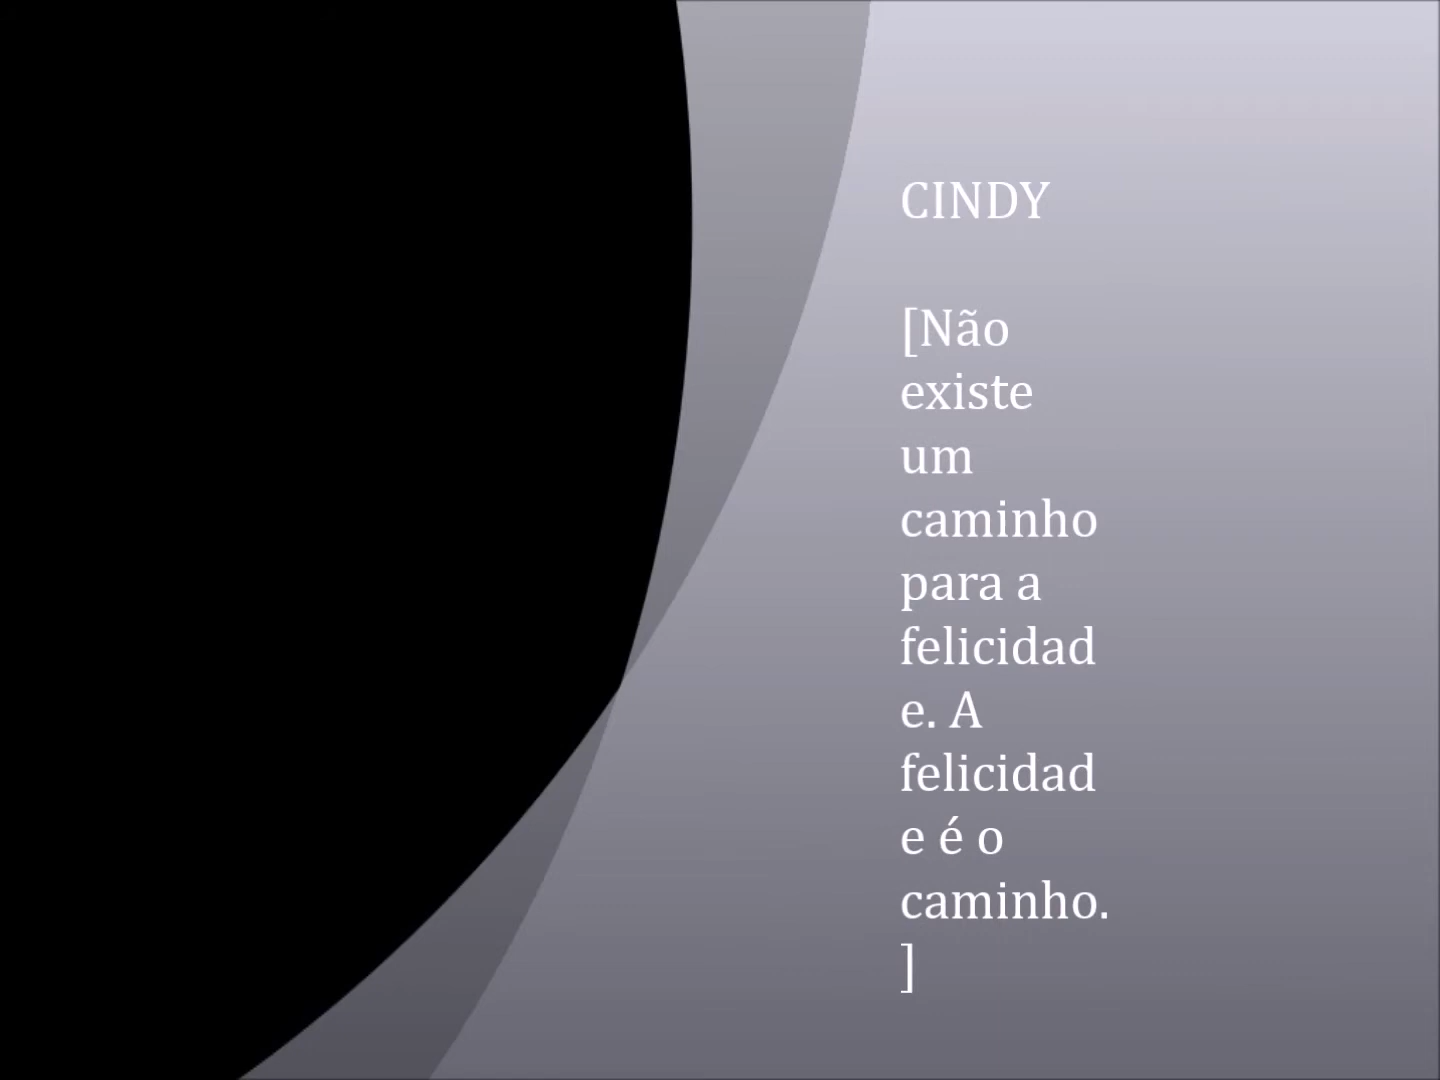 CINDY
[Não
existe
um
caminho
para a
felicidad
e. A
felicidad
e é o
caminho.
]